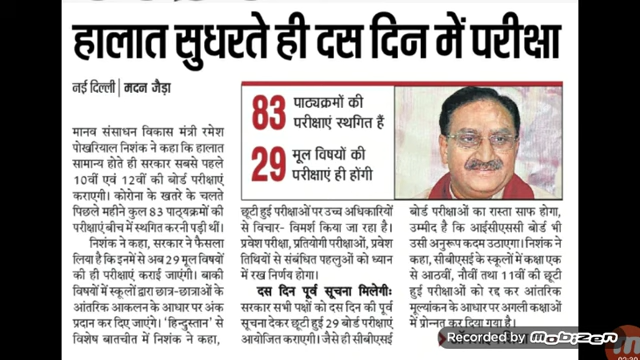 हालात सुधरते ही दस दिन में परीक्षा
नई दिल्ली | मदन जैड़ा
मानव संसाधन विकास मंत्री रमेश
पोखरियाल निशंक ने कहा कि हालात
सामान्य होते ही सरकार सबसे पहले
10वीं एवं 12वीं की बोर्ड परीक्षाएं
कराएगी। कोरोना के खतरे के चलते
पिछले महीने कुल 83 पाठ्यक्रमों की
परीक्षाएं बीच में स्थगित करनी पड़ी थीं।
निशंक ने कहा, सरकार ने फैसला
लिया है कि इनमें से अब 29 मूल विषयों
की ही परीक्षाएं कराई जाएंगी। बाकी
विषयों में स्कूलों द्वारा छात्र-छात्राओं के
आंतरिक आकलन के आधार पर अंक
प्रदान कर दिए जाएंगे। ‘हिन्दुस्तान’ से
विशेष बातचीत में निशंक ने कहा,
83 पाठ्यक्रमों की
परीक्षाएं स्थगित हैं
29 मूल विषयों की
परीक्षाएं ही होंगी
छूटी हुई परीक्षाओं पर उच्च अधिकारियों
से विचार- विमर्श किया जा रहा है।
प्रवेश परीक्षा, प्रतियोगी परीक्षाओं, प्रवेश
तिथियों से संबंधित पहलुओं को ध्यान
में रख निर्णय होगा।
दस दिन पूर्व सूचना मिलेगी:
सरकार सभी पक्षों को दस दिन की पूर्व
सूचना देकर छूटी हुई 29 बोर्ड परीक्षाएं
आयोजित कराएगी। जैसे ही सीबीएसई
बोर्ड परीक्षाओं का रास्ता साफ होगा,
उम्मीद है कि आईसीएससी बोर्ड भी
उसी अनुरूप कदम उठाएगा। निशंक ने
कहा, सीबीएसई के स्कूलों में कक्षा एक
से आठवीं, नौवीं तथा 11वीं की छूटी
हुई परीक्षाओं को रद्द कर आंतरिक
मूल्यांकन के आधार पर अगली कक्षाओं
में प्रोन्नत कर दिया गया है।
Recorded by mobizen